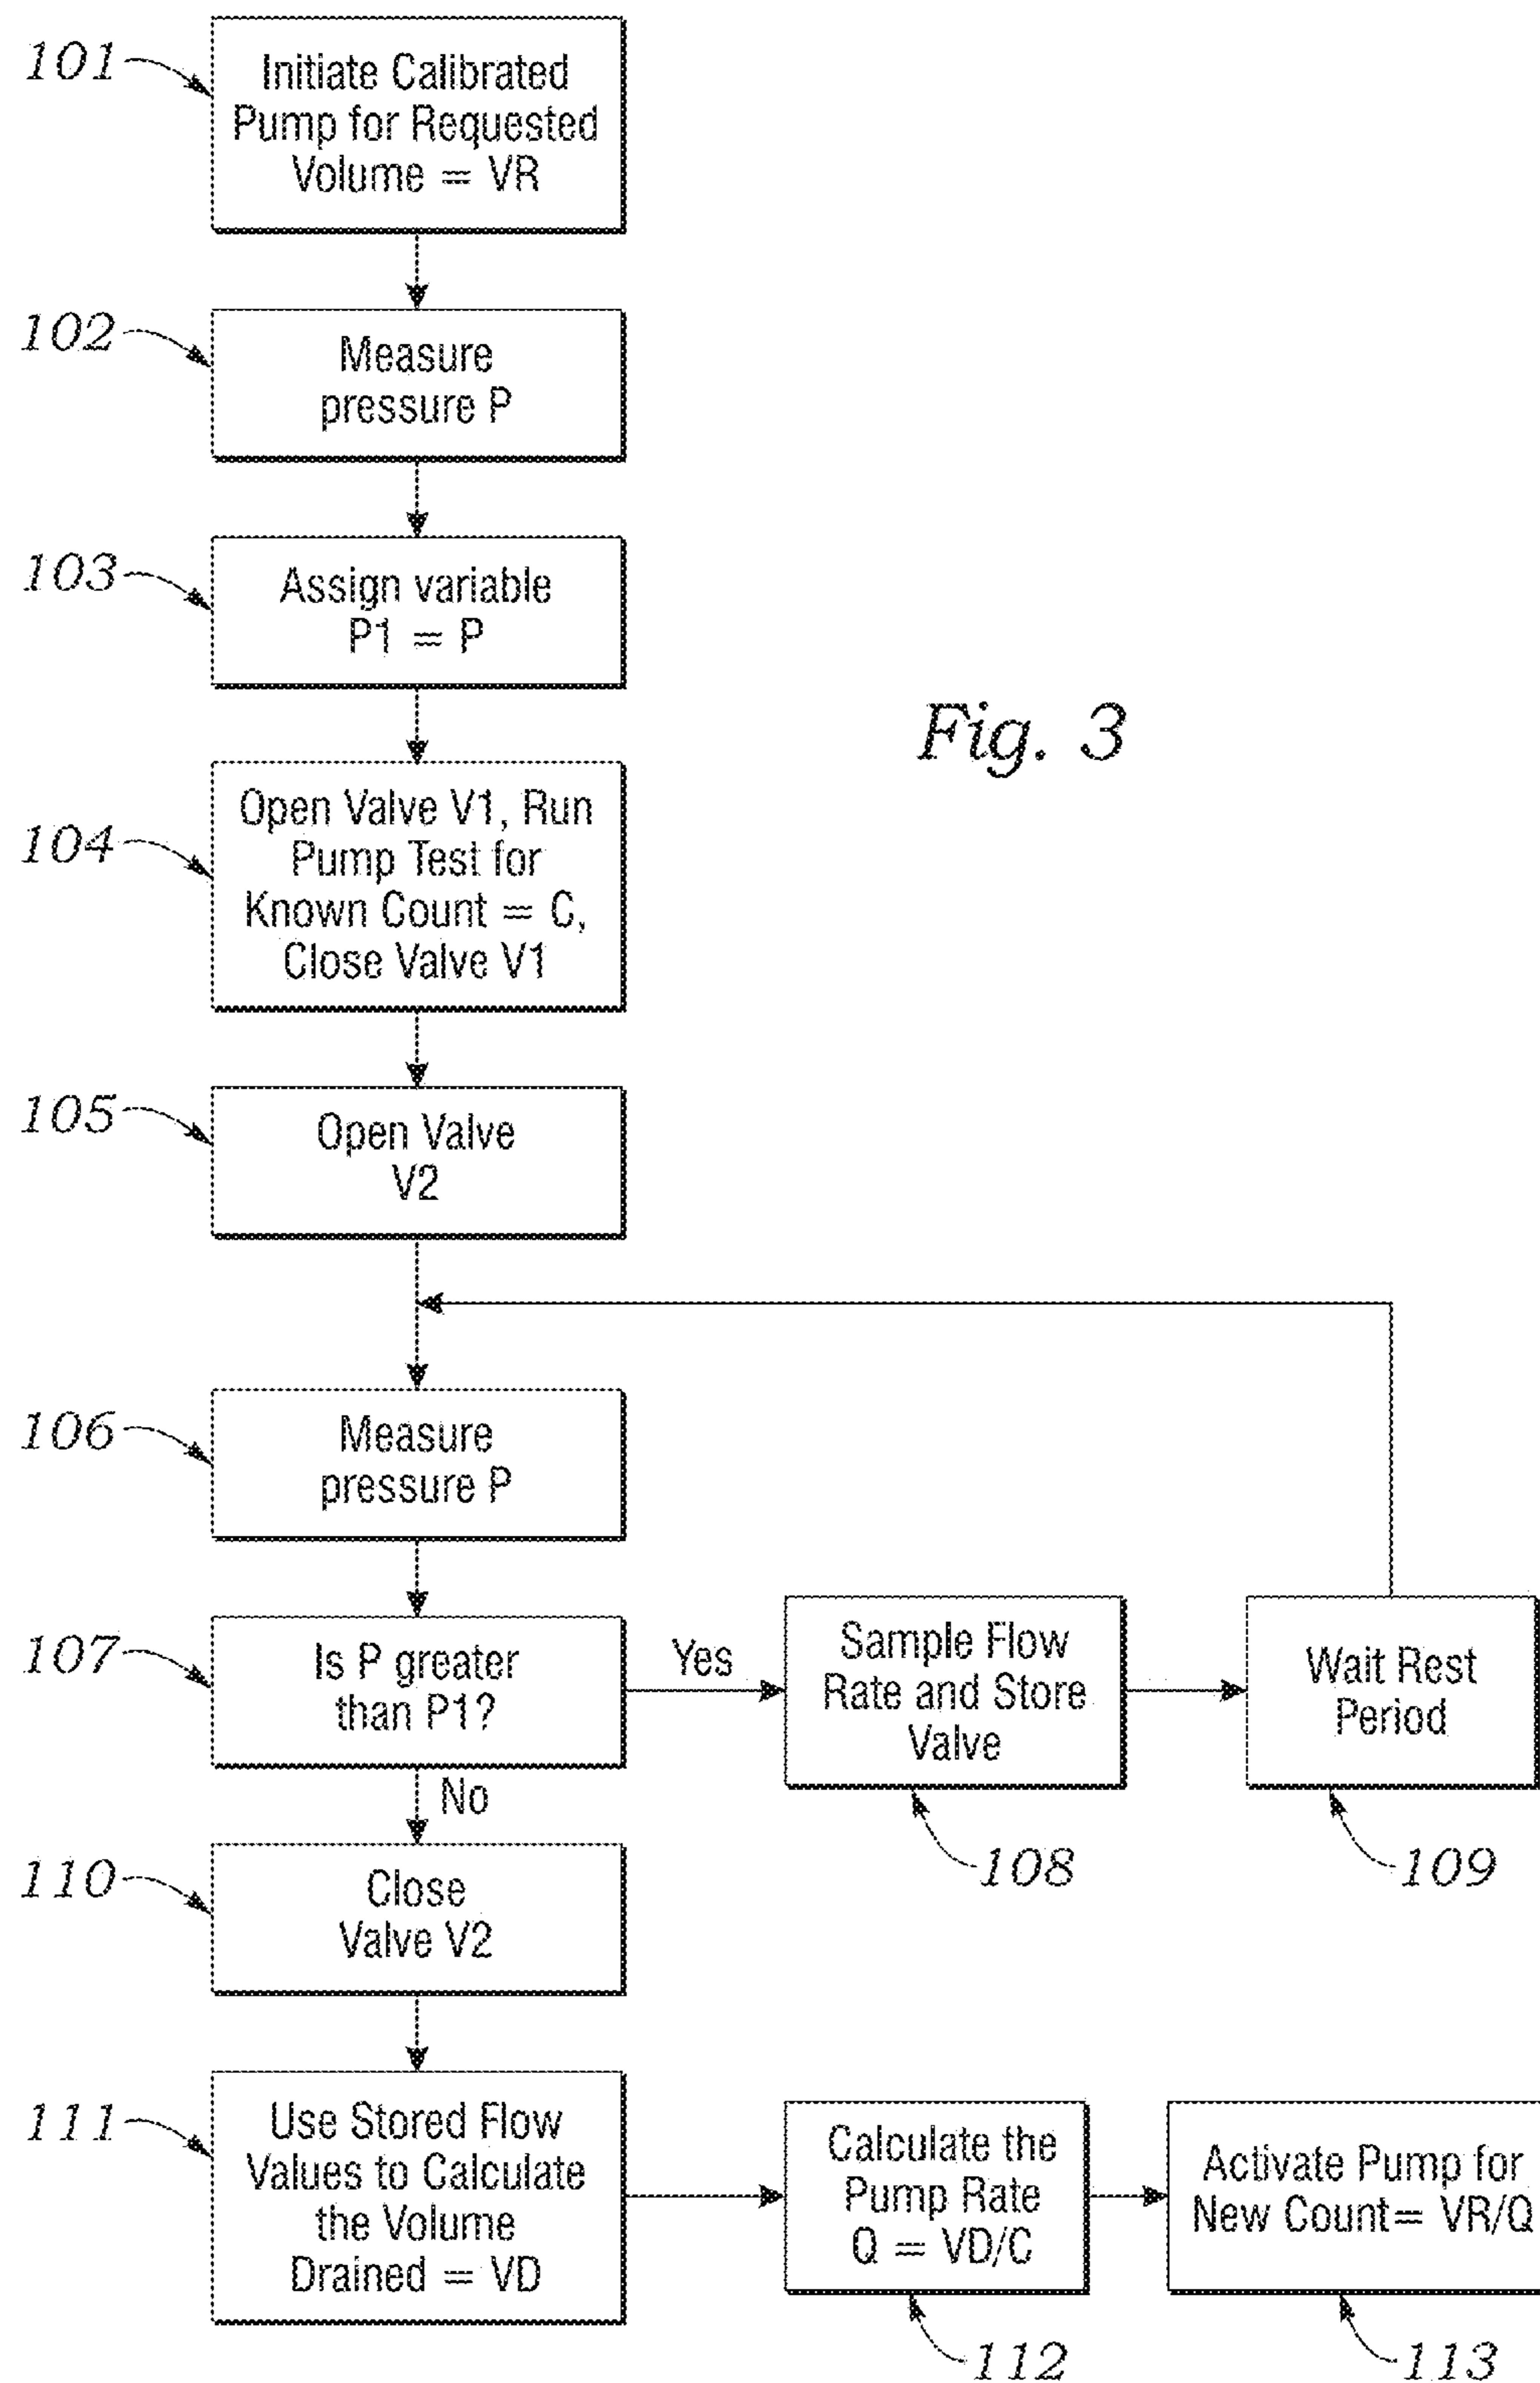 101
Initiate Calibrated
Pump for Requested
Volume = VR
102
Measure
pressure P
103
Assign variable
P1 = P
Fig. 3
104
Open Valve V1, Run
Pump Test for
Known Count = C,
Close Valve V1
105
Open Valve
V2
106
Measure
pressure P
107
Is P greater
than P1?
Yes
Sample Flow
Rate and Store
Valve
108
Wait Rest
Period
109
No
110
Close
Valve V2
111
Use Stored Flow
Values to Calculate
the Volume
Drained = VD
Calculate the
Pump Rate
Q = VD/C
112
Activate Pump for
New Count= VR/Q
113